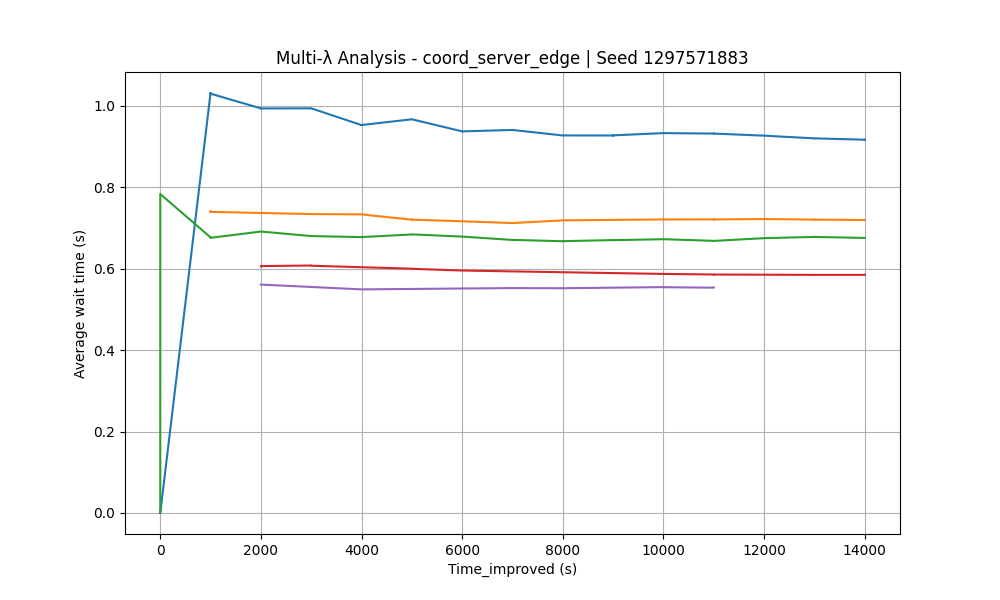 Multi-λ Analysis - coord_server_edge | Seed 1297571883
Average wait time (s)
1.0
0.8
0.6
0.4
0.2
0.0
0 2000 4000 6000 8000 10000 12000 14000
Time_improved (s)